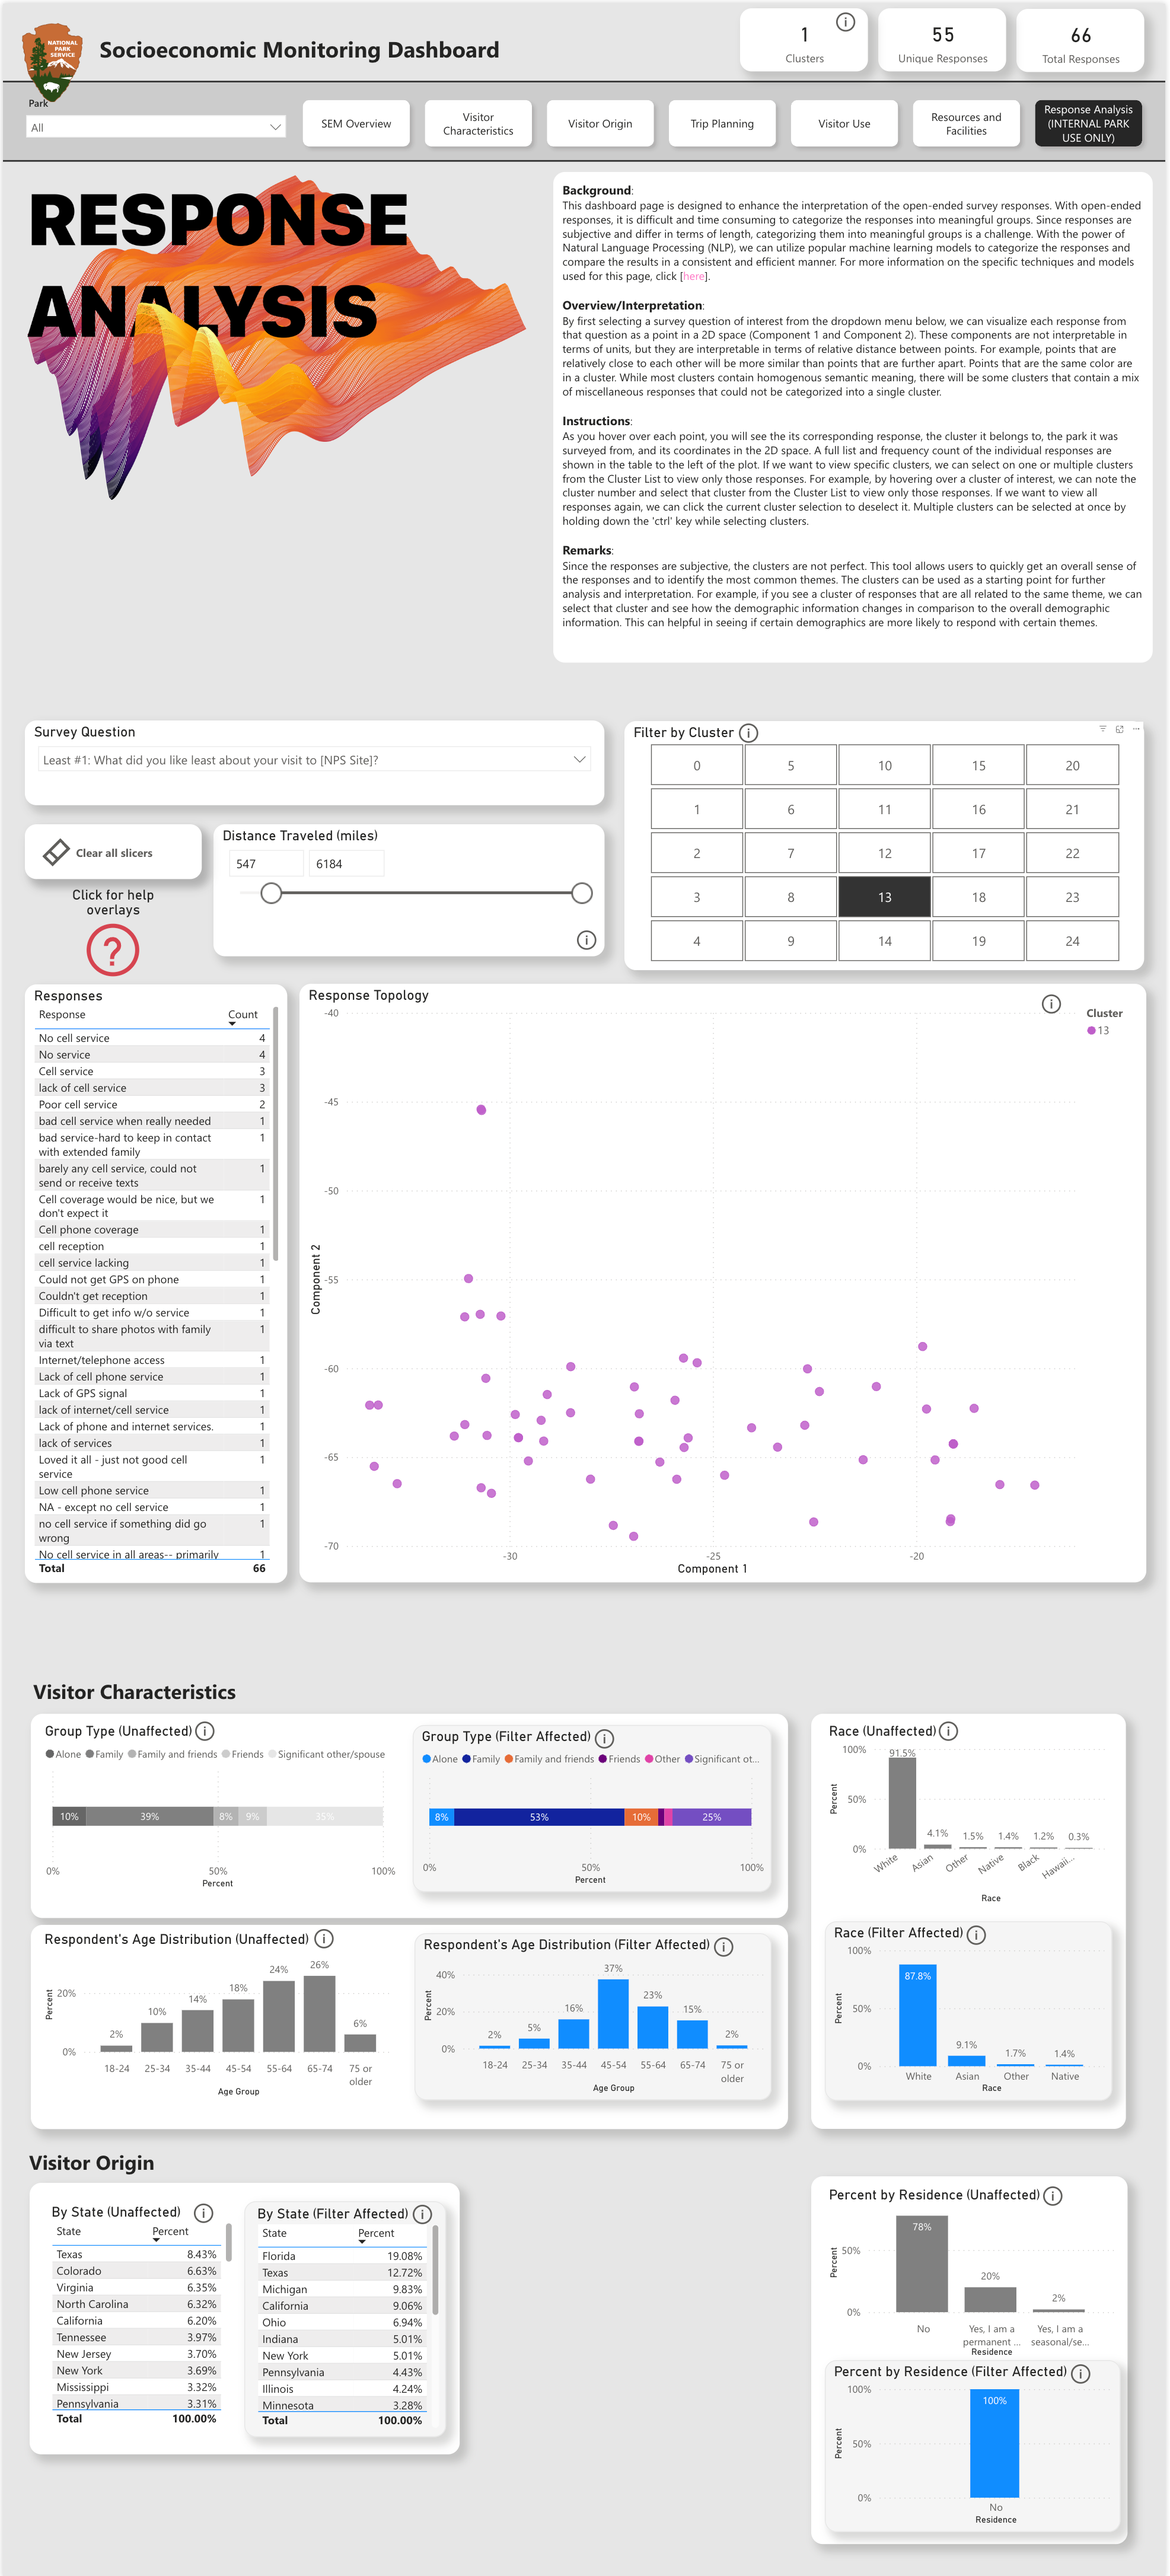 NATIONAL
PARK
SERVICE
Socioeconomic Monitoring Dashboard
1
Clusters
55
Unique Responses
66
Total Responses
Park
All
SEM Overview
Visitor
Characteristics
Visitor Origin
Trip Planning
Visitor Use
Resources and
Facilities
Response Analysis
(INTERNAL PARK
USE ONLY)
RESPONSE
ANALYSIS
Background:
This dashboard page is designed to enhance the interpretation of the open-ended survey responses. With open-ended
responses, it is difficult and time consuming to categorize the responses into meaningful groups. Since responses are
subjective and differ in terms of length, categorizing them into meaningful groups is a challenge. With the power of
Natural Language Processing (NLP), we can utilize popular machine learning models to categorize the responses and
compare the results in a consistent and efficient manner. For more information on the specific techniques and models
used for this page, click [here].
Overview/Interpretation:
By first selecting a survey question of interest from the dropdown menu below, we can visualize each response from
that question as a point in a 2D space (Component 1 and Component 2). These components are not interpretable in
terms of units, but they are interpretable in terms of relative distance between points. For example, points that are
relatively close to each other will be more similar than points that are further apart. Points that are the same color are
in a cluster. While most clusters contain homogenous semantic meaning, there will be some clusters that contain a mix
of miscellaneous responses that could not be categorized into a single cluster.
Instructions:
As you hover over each point, you will see the its corresponding response, the cluster it belongs to, the park it was
surveyed from, and its coordinates in the 2D space. A full list and frequency count of the individual responses are
shown in the table to the left of the plot. If we want to view specific clusters, we can select on one or multiple clusters
from the Cluster List to view only those responses. For example, by hovering over a cluster of interest, we can note the
cluster number and select that cluster from the Cluster List to view only those responses. If we want to view all
responses again, we can click the current cluster selection to deselect it. Multiple clusters can be selected at once by
holding down the 'ctrl' key while selecting clusters.
Remarks:
Since the responses are subjective, the clusters are not perfect. This tool allows users to quickly get an overall sense of
the responses and to identify the most common themes. The clusters can be used as a starting point for further
analysis and interpretation. For example, if you see a cluster of responses that are all related to the same theme, we can
select that cluster and see how the demographic information changes in comparison to the overall demographic
information. This can helpful in seeing if certain demographics are more likely to respond with certain themes.
Survey Question
Least #1: What did you like least about your visit to [NPS Site]?
Clear all slicers
Click for help
overlays
?
Distance Traveled (miles)
547 6184
Filter by Cluster
0 5 10 15 20
1 6 11 16 21
2 7 12 17 22
3 8 13 18 23
4 9 14 19 24
Responses
Response Count
No cell service 4
No service 4
Cell service 3
lack of cell service 3
Poor cell service 2
bad cell service when really needed 1
bad service-hard to keep in contact 1
with extended family
barely any cell service, could not 1
send or receive texts
Cell coverage would be nice, but we 1
don't expect it
Cell phone coverage 1
cell reception 1
cell service lacking 1
Could not get GPS on phone 1
Couldn't get reception 1
Difficult to get info w/o service 1
difficult to share photos with family 1
via text
Internet/telephone access 1
Lack of cell phone service 1
Lack of GPS signal 1
lack of internet/cell service 1
Lack of phone and internet services. 1
lack of services 1
Loved it all - just not good cell 1
service
Low cell phone service 1
NA - except no cell service 1
no cell service if something did go 1
wrong
No cell service in all areas-- primarily 1
Total 66
Response Topology
Cluster
13
-40
-45
-50
-55
-60
-65
-70
Component 2
-30 -25 -20
Component 1
Visitor Characteristics
Group Type (Unaffected)
Alone Family Family and friends Friends Significant other/spouse
10% 39% 8% 9% 35%
0% 50% 100%
Percent
Group Type (Filter Affected)
Alone Family Family and friends Friends Other Significant ot...
8% 53% 10% 25%
0% 50% 100%
Percent
Race (Unaffected)
100%
50%
0%
Percent
91.5% 4.1% 1.5% 1.4% 1.2% 0.3%
White Asian Other Native Black Hawaii...
Race
Respondent's Age Distribution (Unaffected)
20%
0%
Percent
2% 10% 14% 18% 24% 26% 6%
18-24 25-34 35-44 45-54 55-64 65-74 75 or
older
Age Group
Respondent's Age Distribution (Filter Affected)
40%
20%
0%
Percent
2% 5% 16% 37% 23% 15% 2%
18-24 25-34 35-44 45-54 55-64 65-74 75 or
older
Age Group
Race (Filter Affected)
100%
50%
0%
Percent
87.8% 9.1% 1.7% 1.4%
White Asian Other Native
Race
Visitor Origin
By State (Unaffected)
State Percent
Texas 8.43%
Colorado 6.63%
Virginia 6.35%
North Carolina 6.32%
California 6.20%
Tennessee 3.97%
New Jersey 3.70%
New York 3.69%
Mississippi 3.32%
Pennsylvania 3.31%
Total 100.00%
By State (Filter Affected)
State Percent
Florida 19.08%
Texas 12.72%
Michigan 9.83%
California 9.06%
Ohio 6.94%
Indiana 5.01%
New York 5.01%
Pennsylvania 4.43%
Illinois 4.24%
Minnesota 3.28%
Total 100.00%
Percent by Residence (Unaffected)
50%
0%
Percent
78% 20% 2%
No Yes, I am a Yes, I am a
permanent ... seasonal/se...
Residence
Percent by Residence (Filter Affected)
100%
50%
0%
Percent
100%
No
Residence